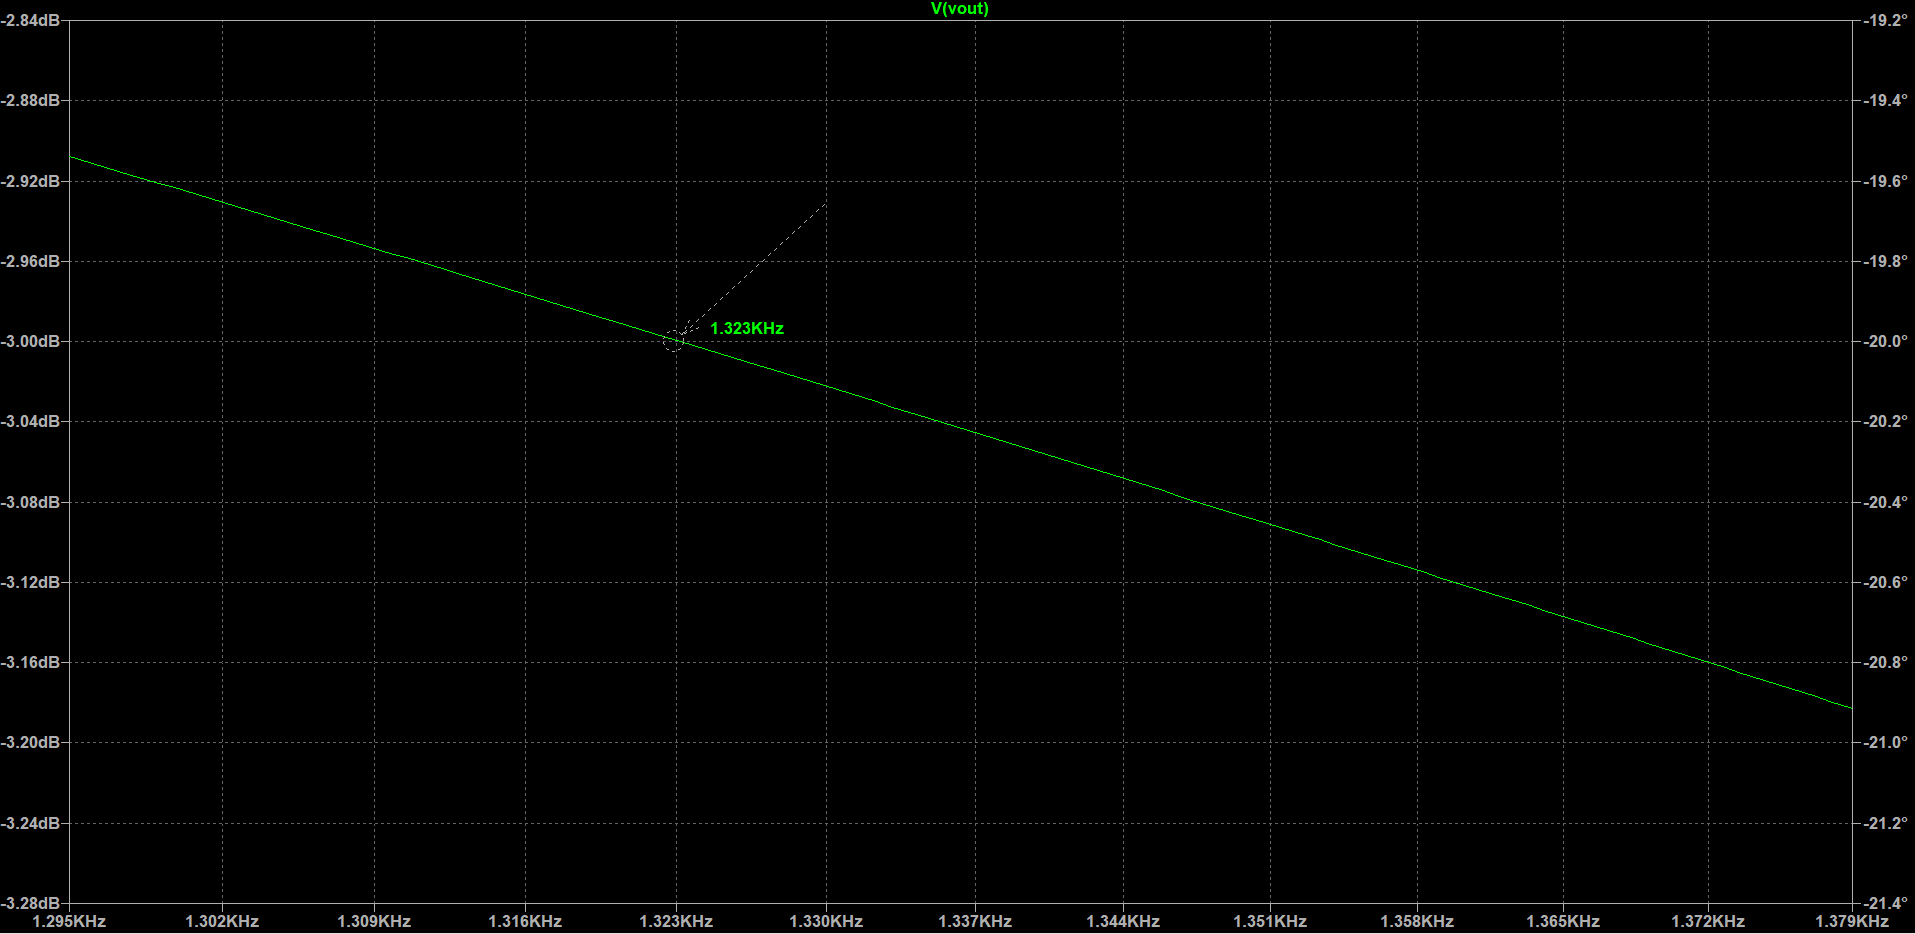 V(vout)
-2.84dB
-2.88dB
-2.92dB
-2.96dB
-3.00dB
-3.04dB
-3.08dB
-3.12dB
-3.16dB
-3.20dB
-3.24dB
-3.28dB
1.323KHz
-19.2°
-19.4°
-19.6°
-19.8°
-20.0°
-20.2°
-20.4°
-20.6°
-20.8°
-21.0°
-21.2°
-21.4°
1.295KHz 1.302KHz 1.309KHz 1.316KHz 1.323KHz 1.330KHz 1.337KHz 1.344KHz 1.351KHz 1.358KHz 1.365KHz 1.372KHz 1.379KHz